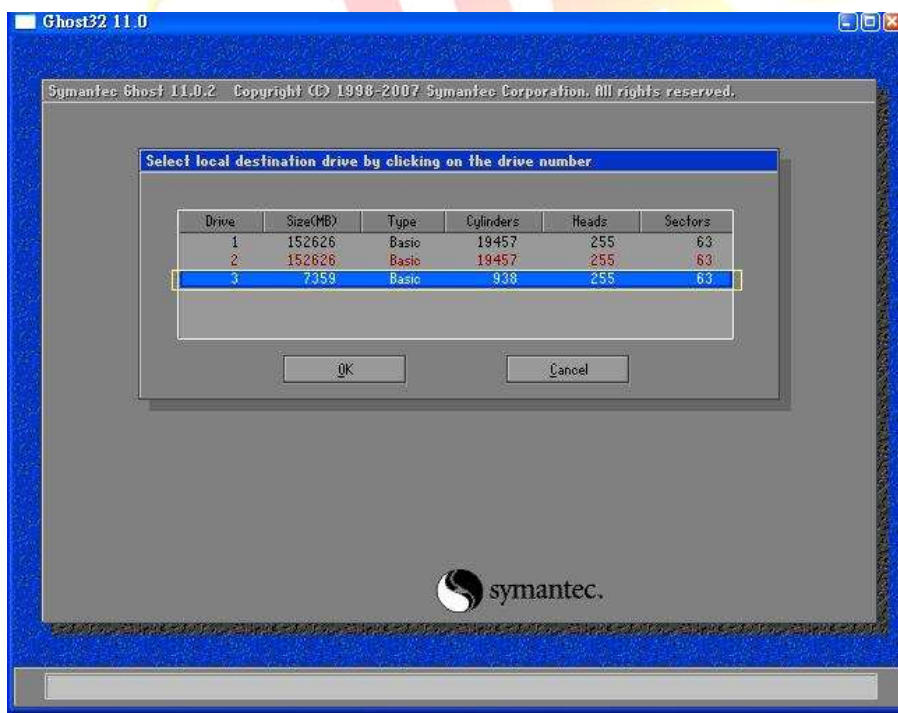 Ghost32 11.0
Symantec Ghost 11.0.2 Copyright (C) 1998-2007 Symantec Corporation. All rights reserved.
Select local destination drive by clicking on the drive number
Drive Size(MB) Type Cylinders Heads Sectors
1 152626 Basic 19457 255 63
2 152626 Basic 19457 255 63
3 7359 Basic 938 255 63
OK Cancel
symantec.